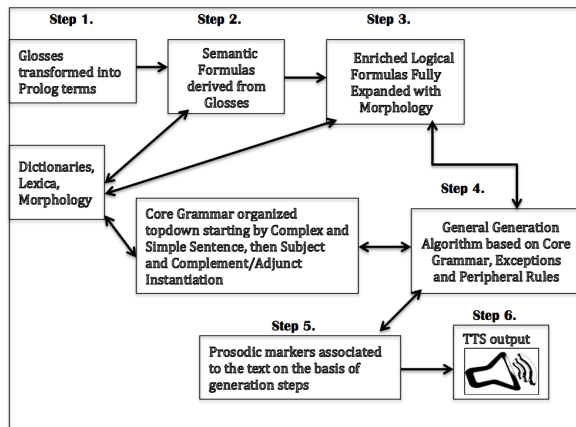 Step 1.
Step 2.
Step 3.
Glosses
transformed into
Prolog terms
Semantic
Formulas
derived from
Glosses
Enriched Logical
Formulas Fully
Expanded with
Morphology
Dictionaries,
Lexica,
Morphology
Step 4.
Core Grammar organized
topdown starting by Complex and
Simple Sentence, then Subject
and Complement/Adjunct
Instantiation
General Generation
Algorithm based on Core
Grammar, Exceptions
and Peripheral Rules
Step 5.
Step 6.
Prosodic markers associated
to the text on the basis of
generation steps
TTS output